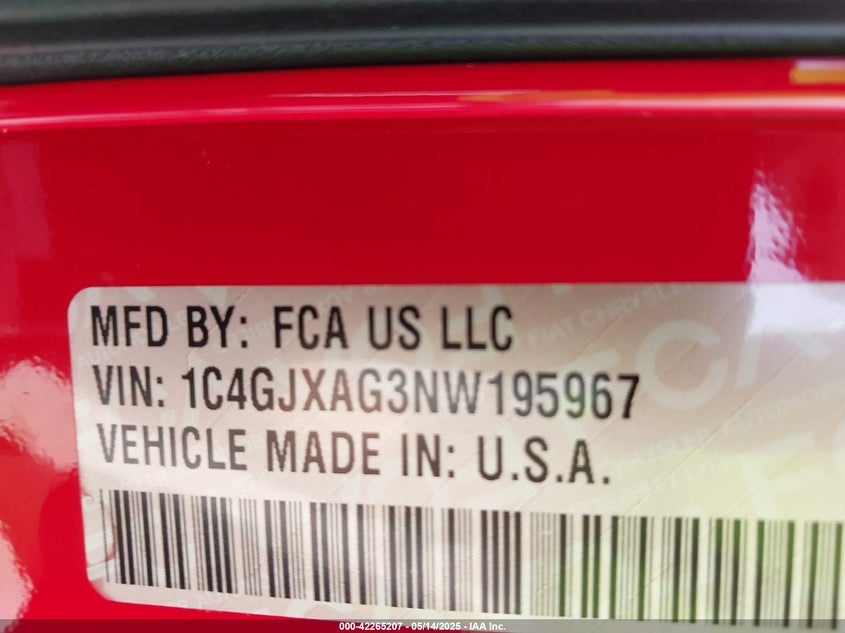 MFD BY: FCA US LLC
VIN: 1C4GJXAG3NW195967
VEHICLE MADE IN: U.S.A.
000-42265207 - 05/14/2025 - IAA Inc.